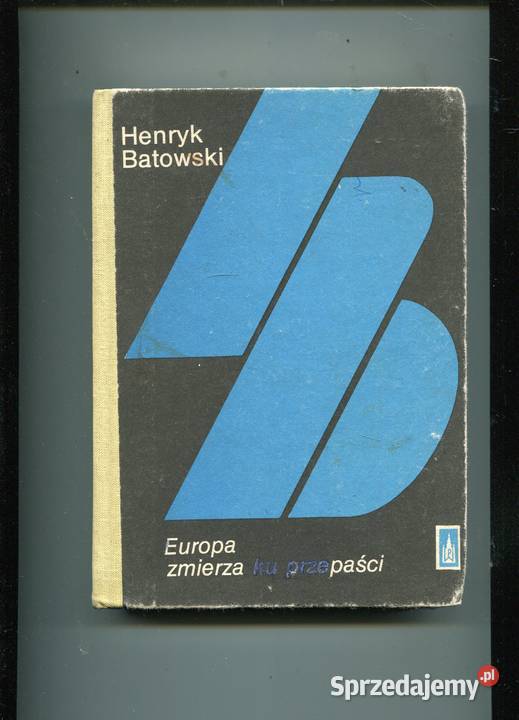 Henryk
Batowski
Europa
zmierza ku przepaści
Sprzedajemy.pl